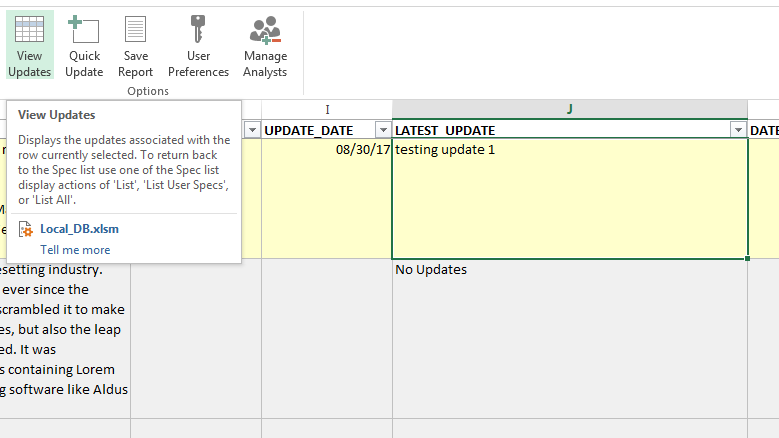 View Updates
Quick Update
Save Report
User Preferences
Manage Analysts
Options
View Updates
Displays the updates associated with the
row currently selected. To return back
to the Spec list use one of the Spec list
display actions of 'List', 'List User Specs',
or 'List All'.
Local_DB.xlsm
Tell me more
I
J
UPDATE_DATE
LATEST_UPDATE
DATE
08/30/17
testing update 1
No Updates
esetting industry.
ever since the
scrambled it to make
es, but also the leap
ed. It was
s containing Lorem
g software like Aldus